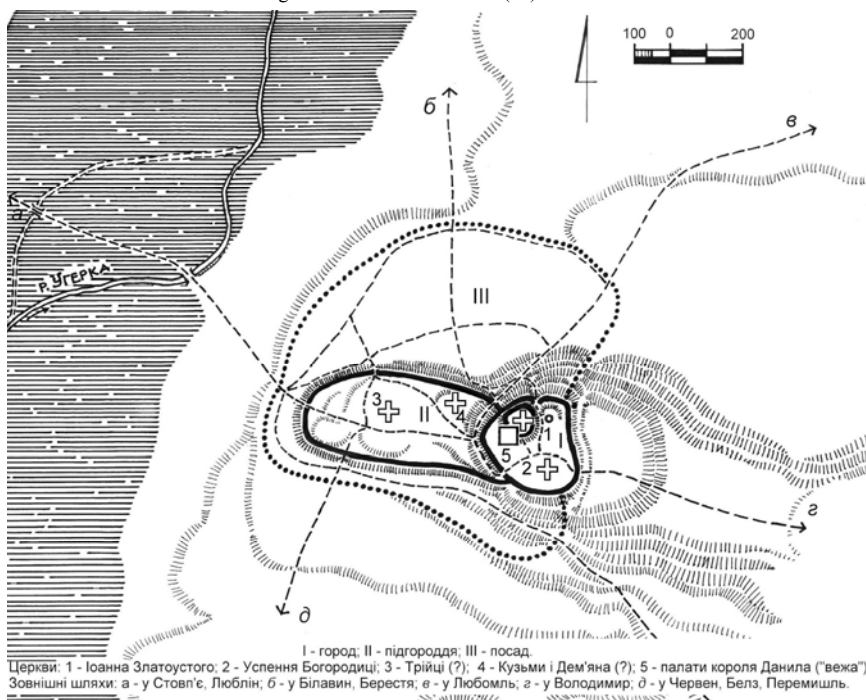 100 0 200
б
в
а
р. Угерка
III
3
II
4
1
I
5
2
г
д
I - город; II - підгороддя; III - посад.
Церкви: 1 - Іоанна Златоустого; 2 - Успення Богородиці; 3 - Трійці (?); 4 - Кузьми і Дем'яна (?); 5 - палати короля Данила ("вежа")
Зовнішні шляхи: а - у Стовп'є, Люблін; б - у Білавин, Берестя; в - у Любомль; г - у Володимир; д - у Червен, Белз, Перемишль.